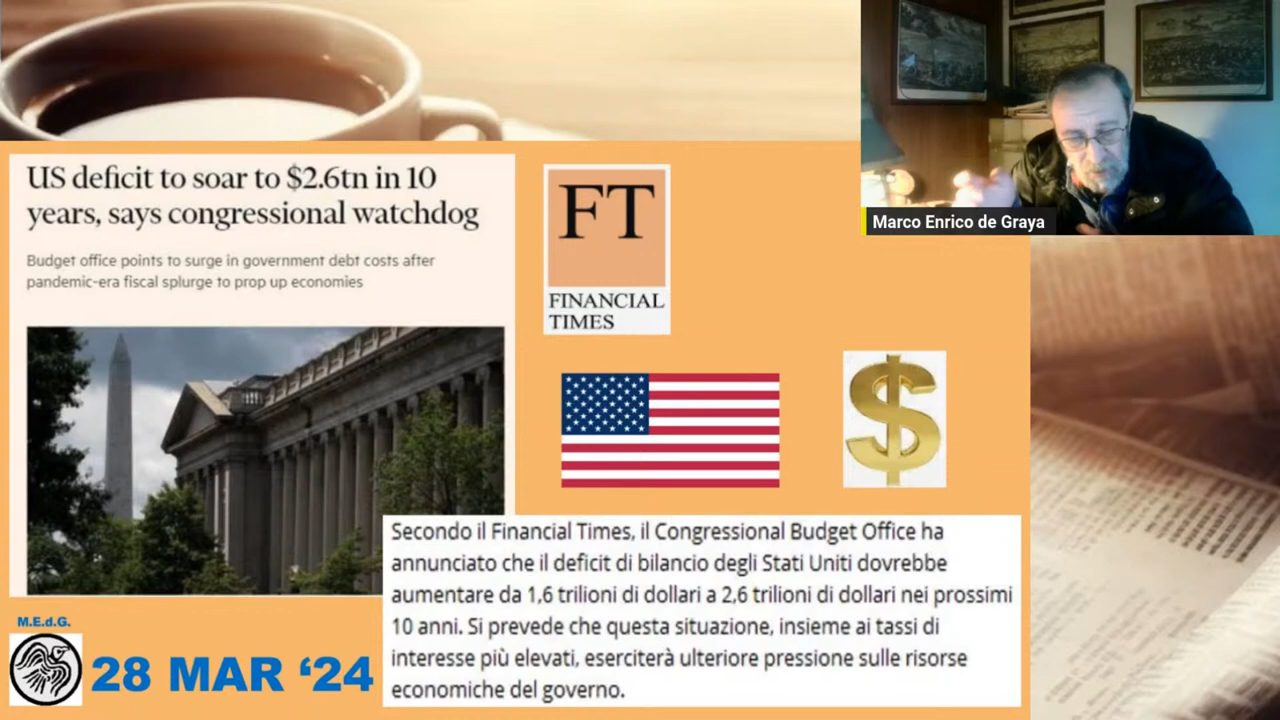 US deficit to soar to $2.6tn in 10
years, says congressional watchdog
Budget office points to surge in government debt costs after
pandemic-era fiscal splurge to prop up economies
FT
FINANCIAL
TIMES
Marco Enrico de Graya
$
Secondo il Financial Times, il Congressional Budget Office ha
annunciato che il deficit di bilancio degli Stati Uniti dovrebbe
aumentare da 1,6 trilioni di dollari a 2,6 trilioni di dollari nei prossimi
10 anni. Si prevede che questa situazione, insieme ai tassi di
interesse più elevati, eserciterà ulteriore pressione sulle risorse
economiche del governo.
M.E.d.G.
28 MAR ‘24